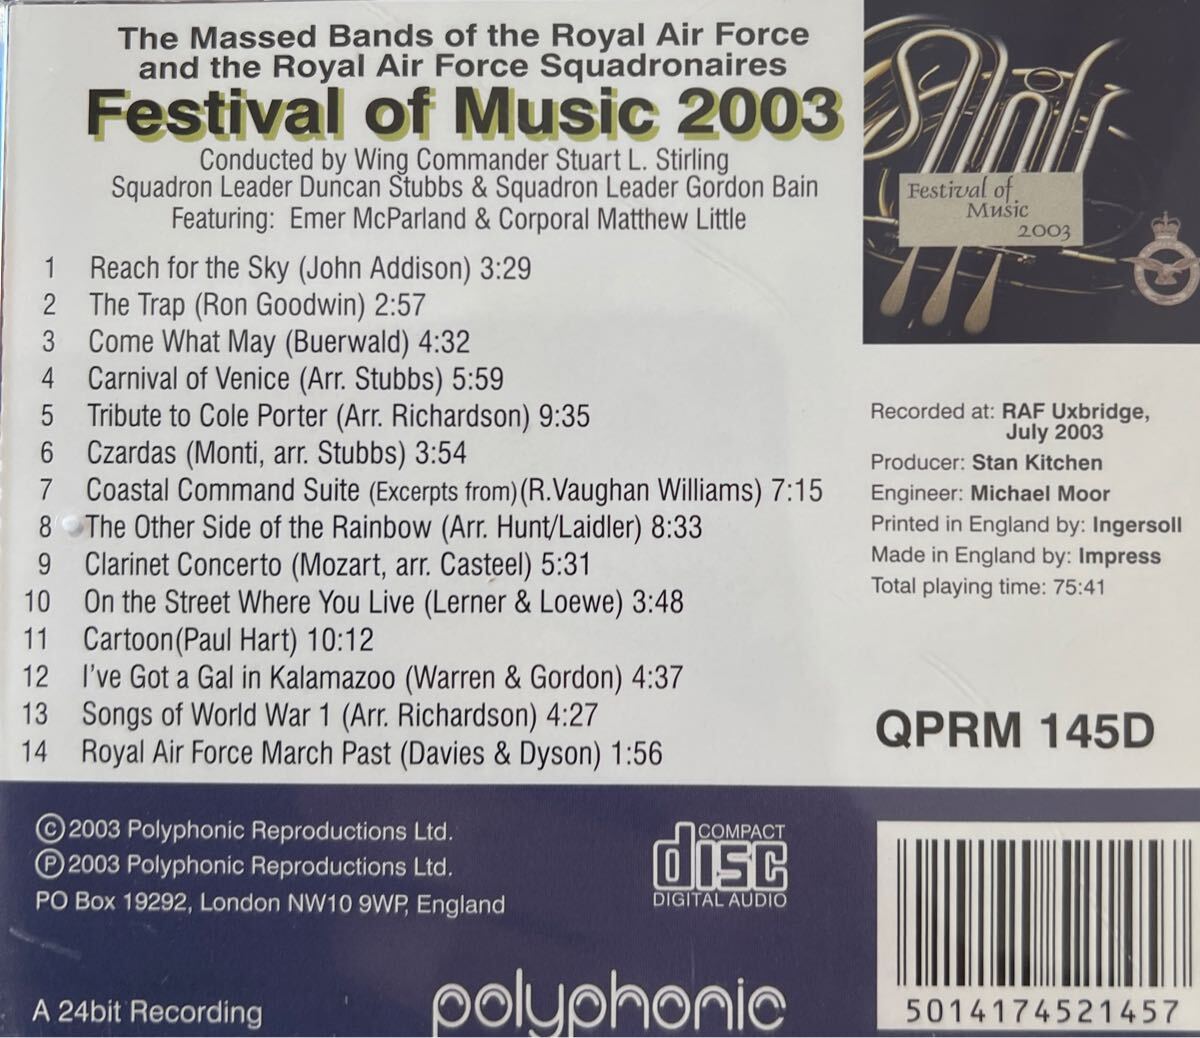 The Massed Bands of the Royal Air Force
and the Royal Air Force Squadronaires
Festival of Music 2003
Conducted by Wing Commander Stuart L. Stirling
Squadron Leader Duncan Stubbs & Squadron Leader Gordon Bain
Featuring: Emer McParland & Corporal Matthew Little
1 Reach for the Sky (John Addison) 3:29
2 The Trap (Ron Goodwin) 2:57
3 Come What May (Buerwald) 4:32
4 Carnival of Venice (Arr. Stubbs) 5:59
5 Tribute to Cole Porter (Arr. Richardson) 9:35
6 Czardas (Monti, arr. Stubbs) 3:54
7 Coastal Command Suite (Excerpts from)(R.Vaughan Williams) 7:15
8 The Other Side of the Rainbow (Arr. Hunt/Laidler) 8:33
9 Clarinet Concerto (Mozart, arr. Casteel) 5:31
10 On the Street Where You Live (Lerner & Loewe) 3:48
11 Cartoon(Paul Hart) 10:12
12 I've Got a Gal in Kalamazoo (Warren & Gordon) 4:37
13 Songs of World War 1 (Arr. Richardson) 4:27
14 Royal Air Force March Past (Davies & Dyson) 1:56
Festival of
Music
2003
Recorded at: RAF Uxbridge,
July 2003
Producer: Stan Kitchen
Engineer: Michael Moor
Printed in England by: Ingersoll
Made in England by: Impress
Total playing time: 75:41
QPRM 145D
©2003 Polyphonic Reproductions Ltd.
℗2003 Polyphonic Reproductions Ltd.
PO Box 19292, London NW10 9WP, England
A 24bit Recording
COMPACT
disc
DIGITAL AUDIO
polyphonic
5014174521457